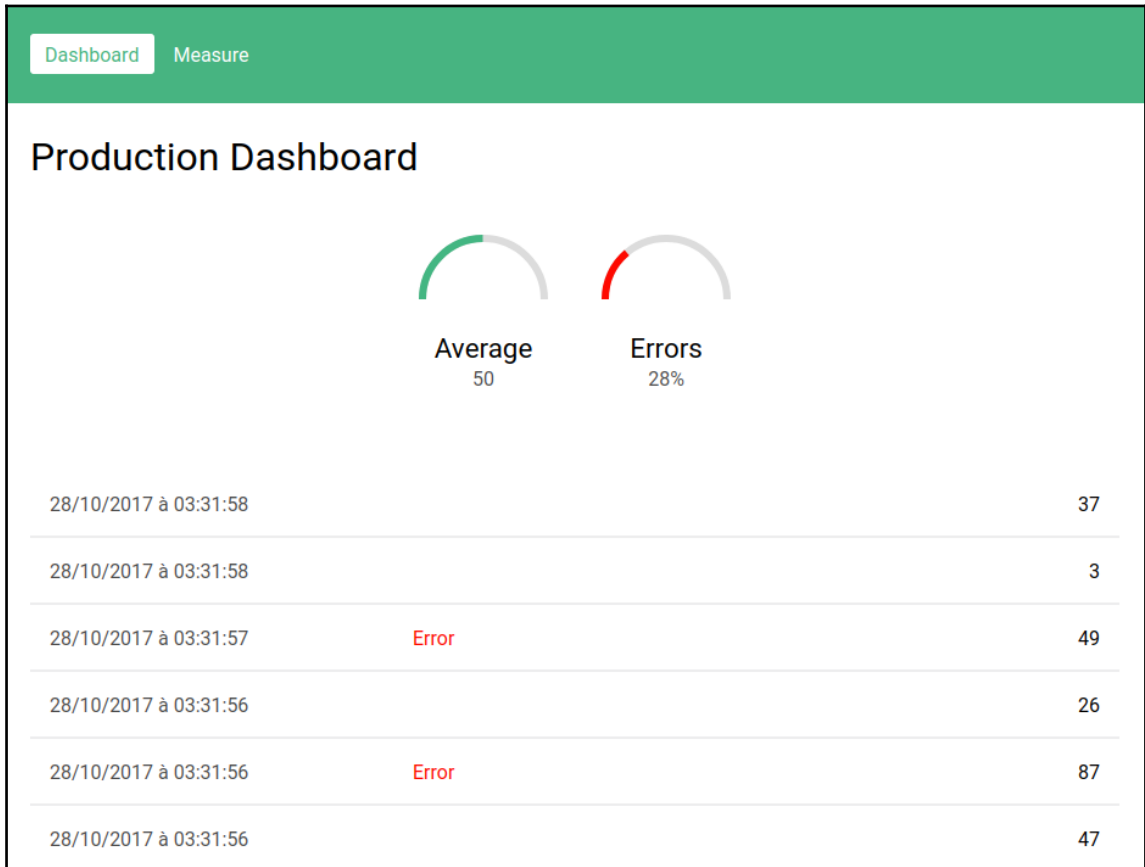 Dashboard Measure
Production Dashboard
Average Errors
50 28%
28/10/2017 à 03:31:58 37
28/10/2017 à 03:31:58 3
28/10/2017 à 03:31:57 Error 49
28/10/2017 à 03:31:56 26
28/10/2017 à 03:31:56 Error 87
28/10/2017 à 03:31:56 47